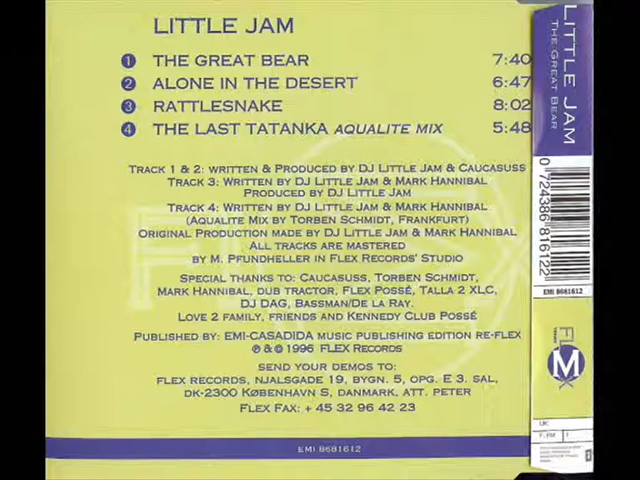 LITTLE JAM
1 THE GREAT BEAR 7:40
2 ALONE IN THE DESERT 6:47
3 RATTLESNAKE 8:02
4 THE LAST TATANKA AQUALITE MIX 5:48
TRACK 1 & 2: WRITTEN & PRODUCED BY DJ LITTLE JAM & CAUCASUSS
TRACK 3: WRITTEN BY DJ LITTLE JAM & MARK HANNIBAL
PRODUCED BY DJ LITTLE JAM
TRACK 4: WRITTEN BY DJ LITTLE JAM & MARK HANNIBAL
(AQUALITE MIX BY TORBEN SCHMIDT, FRANKFURT)
ORIGINAL PRODUCTION MADE BY DJ LITTLE JAM & MARK HANNIBAL
ALL TRACKS ARE MASTERED
BY M. PFUNDHELLER IN FLEX RECORDS' STUDIO
SPECIAL THANKS TO: CAUCASUSS, TORBEN SCHMIDT,
MARK HANNIBAL, DUB TRACTOR, FLEX POSSÉ, TALLA 2 XLC,
DJ DAG, BASSMAN/DE LA RAY.
LOVE 2 FAMILY, FRIENDS AND KENNEDY CLUB POSSÉ
PUBLISHED BY: EMI-CASADIDA MUSIC PUBLISHING EDITION RE-FLEX
℗ & © 1996 FLEX RECORDS
SEND YOUR DEMOS TO:
FLEX RECORDS, NJALSGADE 19, BYGN. 5, OPG. E 3. SAL,
DK-2300 KØBENHAVN S, DANMARK. ATT. PETER
FLEX FAX: + 45 32 96 42 23
EMI 8681612
LITTLE JAM
THE GREAT BEAR
0 724386 816122
EMI 8681612
FLEX
M
UK:
F: PM